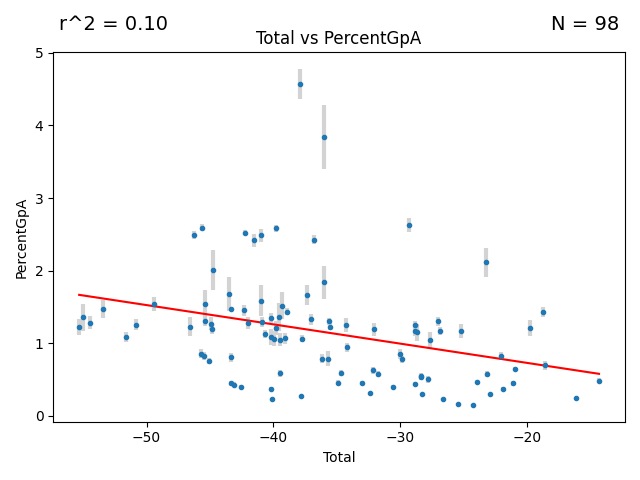 r^2 = 0.10
N = 98
Total vs PercentGpA
PercentGpA
5
4
3
2
1
0
−50
−40
−30
−20
Total